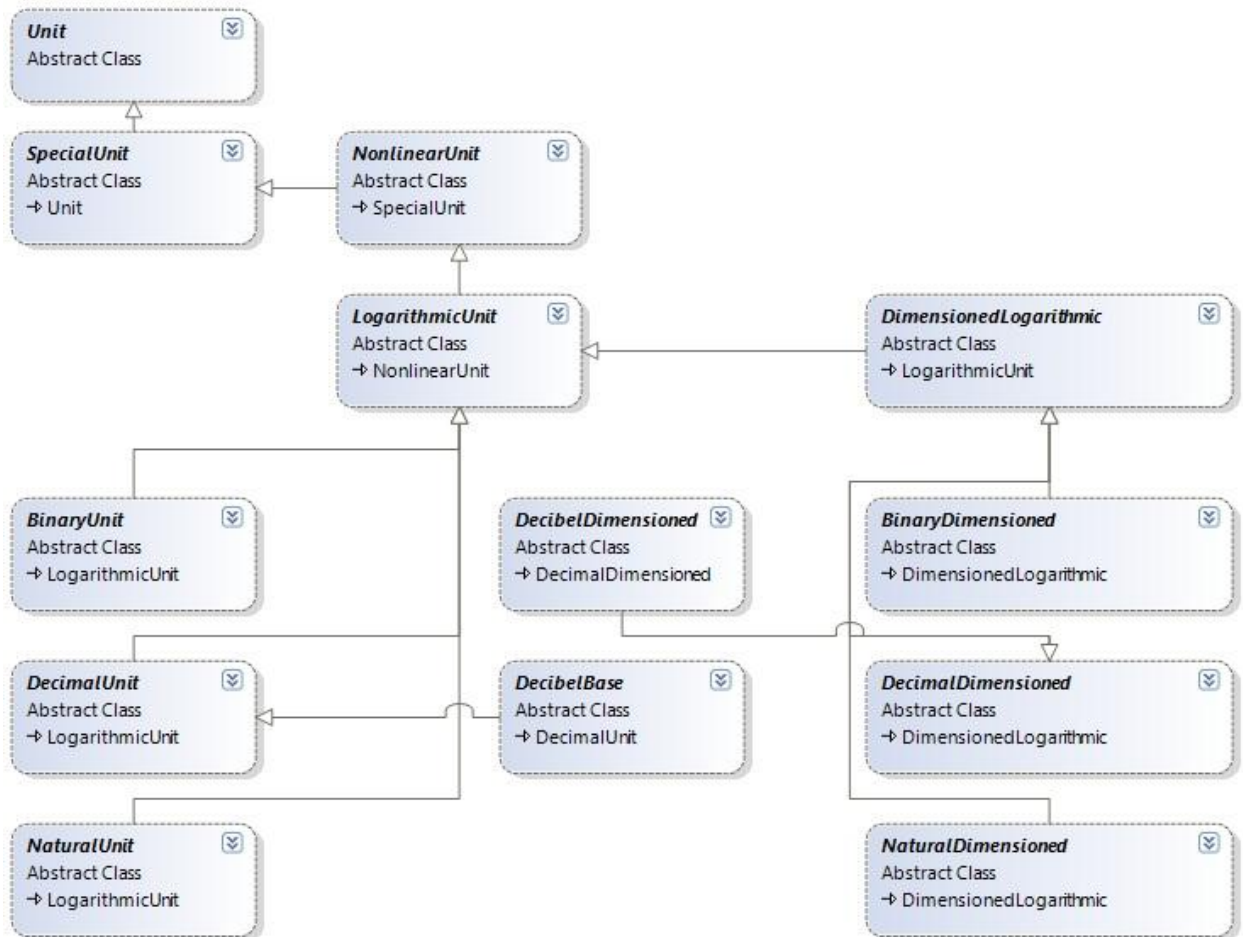 Unit
Abstract Class
SpecialUnit
Abstract Class
Unit
NonlinearUnit
Abstract Class
SpecialUnit
LogarithmicUnit
Abstract Class
NonlinearUnit
DimensionedLogarithmic
Abstract Class
LogarithmicUnit
BinaryUnit
Abstract Class
LogarithmicUnit
DecibelDimensioned
Abstract Class
DecimalDimensioned
BinaryDimensioned
Abstract Class
DimensionedLogarithmic
DecimalUnit
Abstract Class
LogarithmicUnit
DecibelBase
Abstract Class
DecimalUnit
DecimalDimensioned
Abstract Class
DimensionedLogarithmic
NaturalUnit
Abstract Class
LogarithmicUnit
NaturalDimensioned
Abstract Class
DimensionedLogarithmic